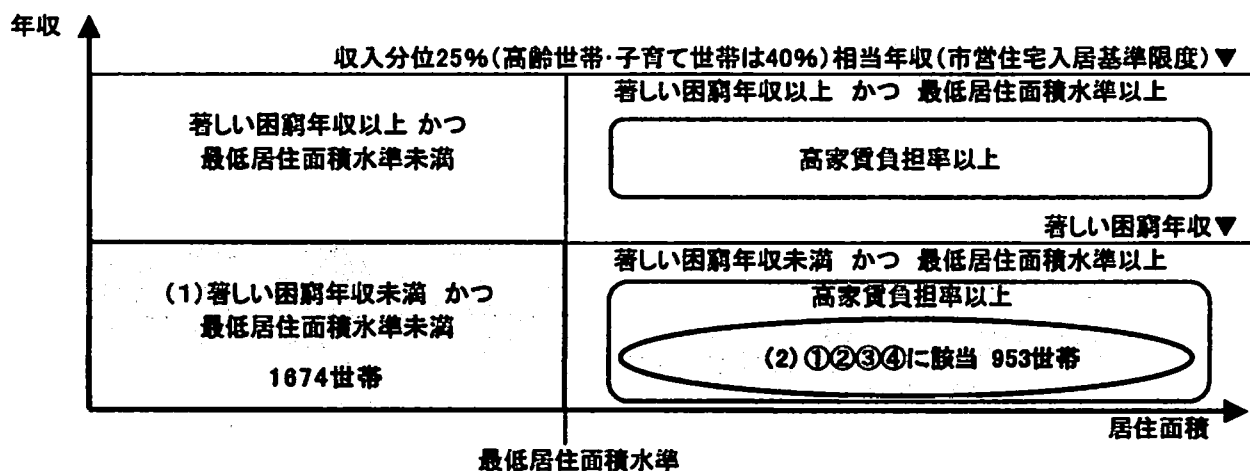 年収
収入分位25%(高齢世帯・子育て世帯は40%)相当年収(市営住宅入居基準限度)▼
著しい困窮年収以上 かつ
最低居住面積水準未満
著しい困窮年収以上 かつ 最低居住面積水準以上
高家賃負担率以上
著しい困窮年収▼
(1)著しい困窮年収未満 かつ
最低居住面積水準未満
1674世帯
著しい困窮年収未満 かつ 最低居住面積水準以上
高家賃負担率以上
(2)①②③④に該当 953世帯
居住面積
最低居住面積水準